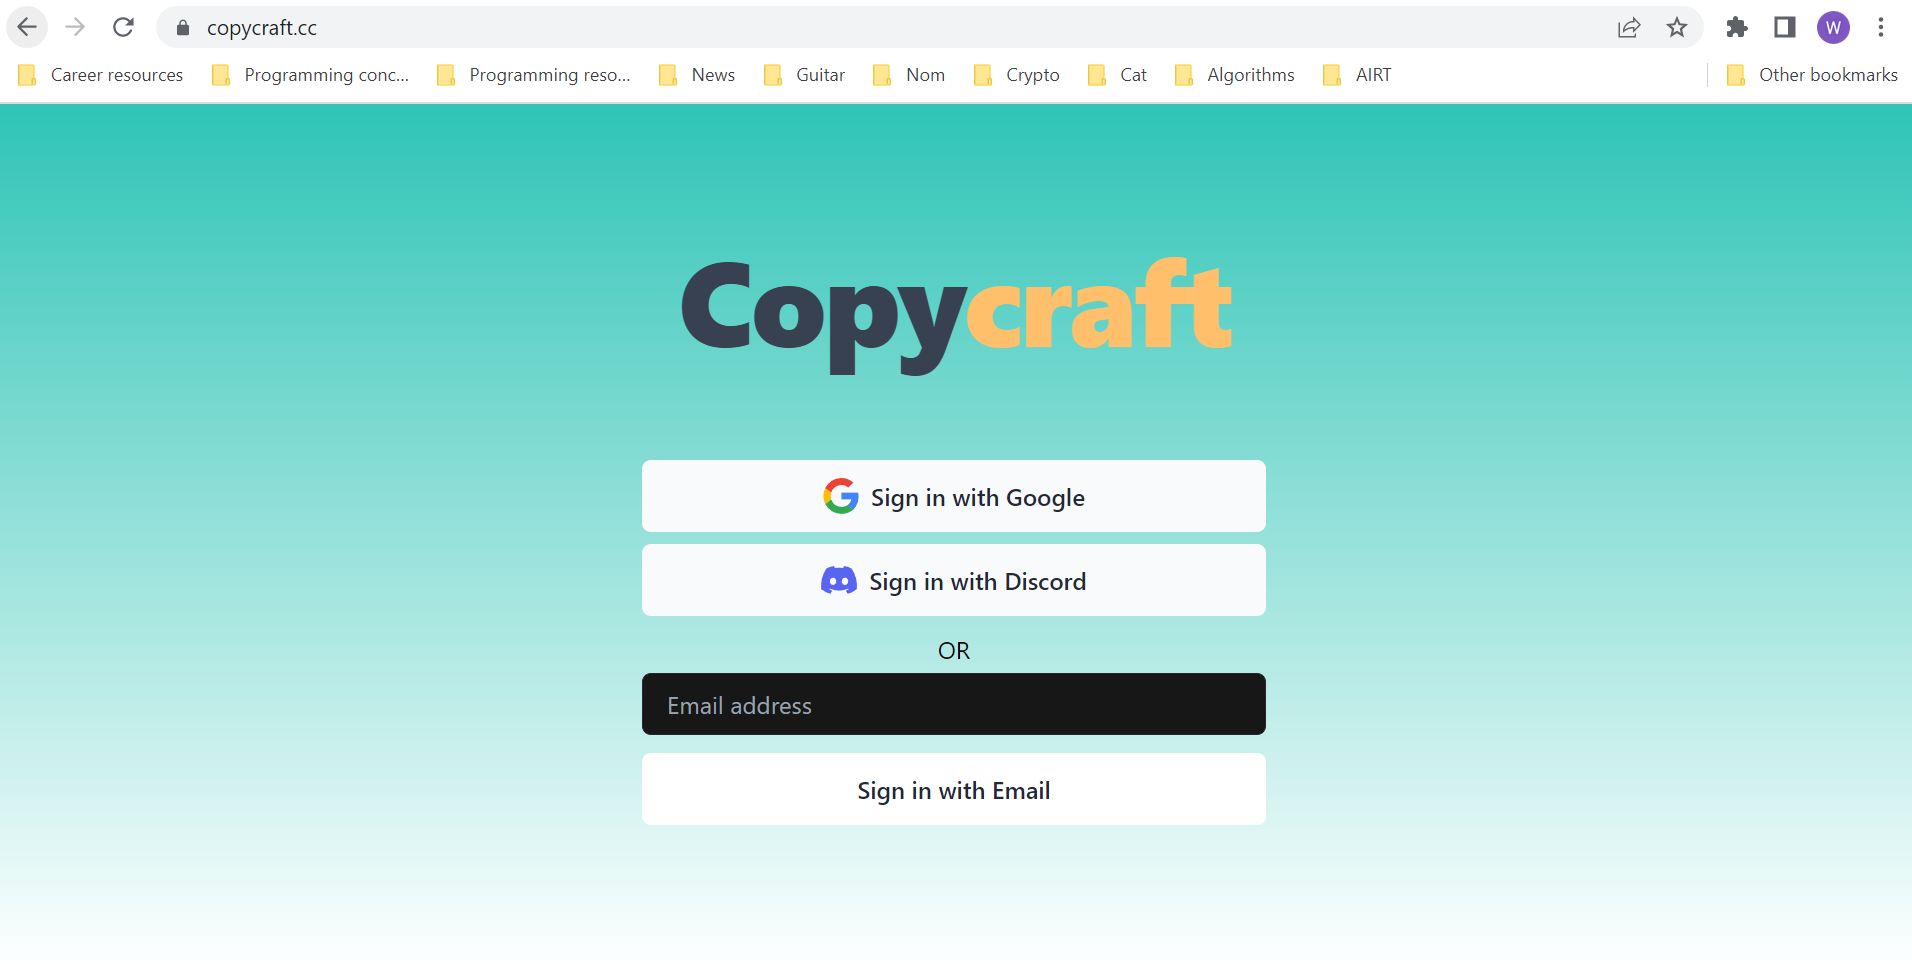 copycraft.cc
W
Career resources
Programming conc...
Programming reso...
News
Guitar
Nom
Crypto
Cat
Algorithms
AIRT
Other bookmarks
Copycraft
Sign in with Google
Sign in with Discord
OR
Email address
Sign in with Email